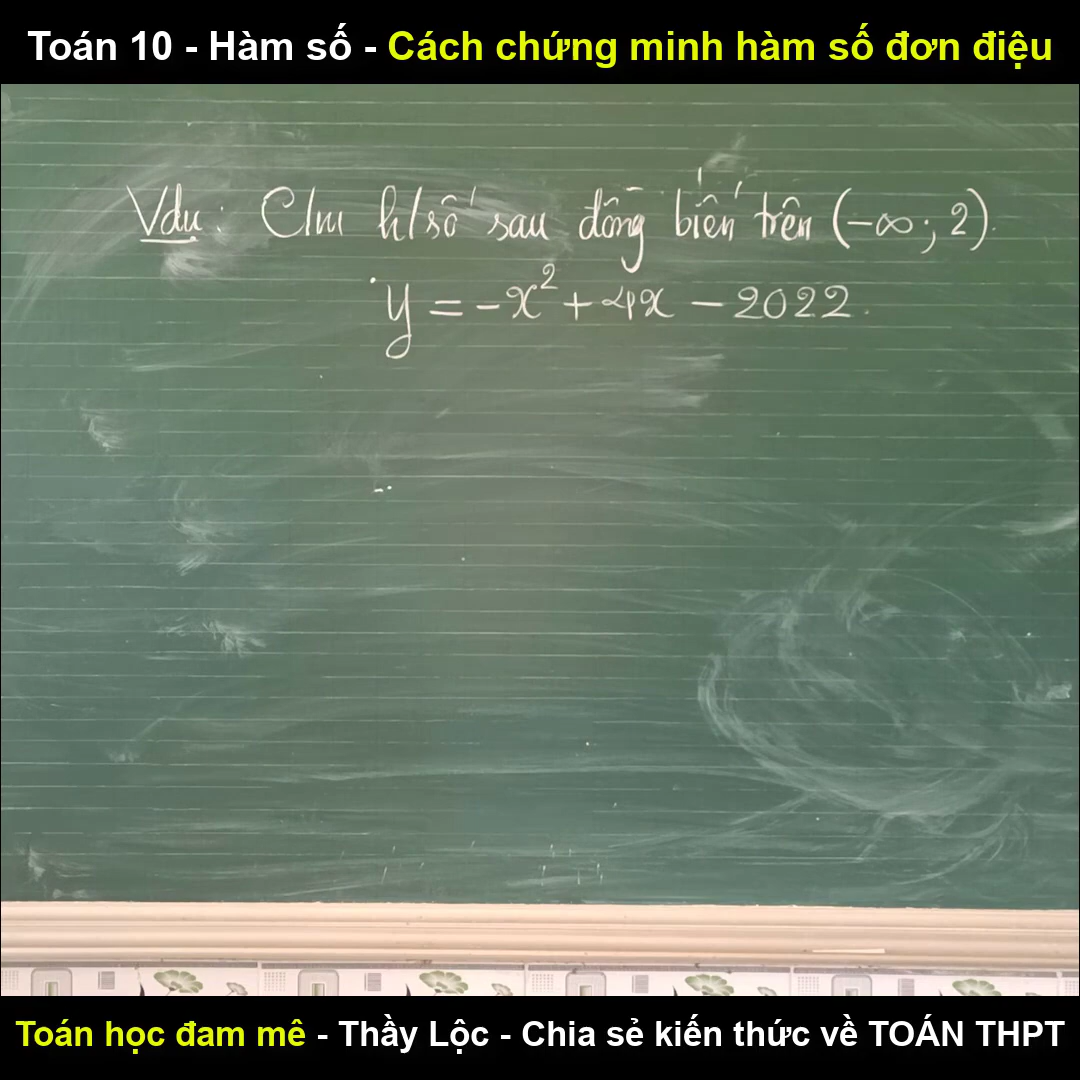 Toán 10 - Hàm số - Cách chứng minh hàm số đơn điệu
Vdụ: C/m h/số sau đồng biến trên (-∞; 2).
y = -x² + 4x - 2022.
Toán học đam mê - Thầy Lộc - Chia sẻ kiến thức về TOÁN THPT